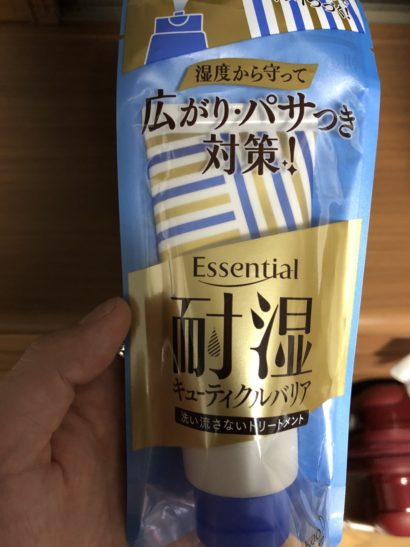 湿度から守って
広がり・パサつき
対策!
Essential
耐湿
キューティクルバリア
洗い流さないトリートメント